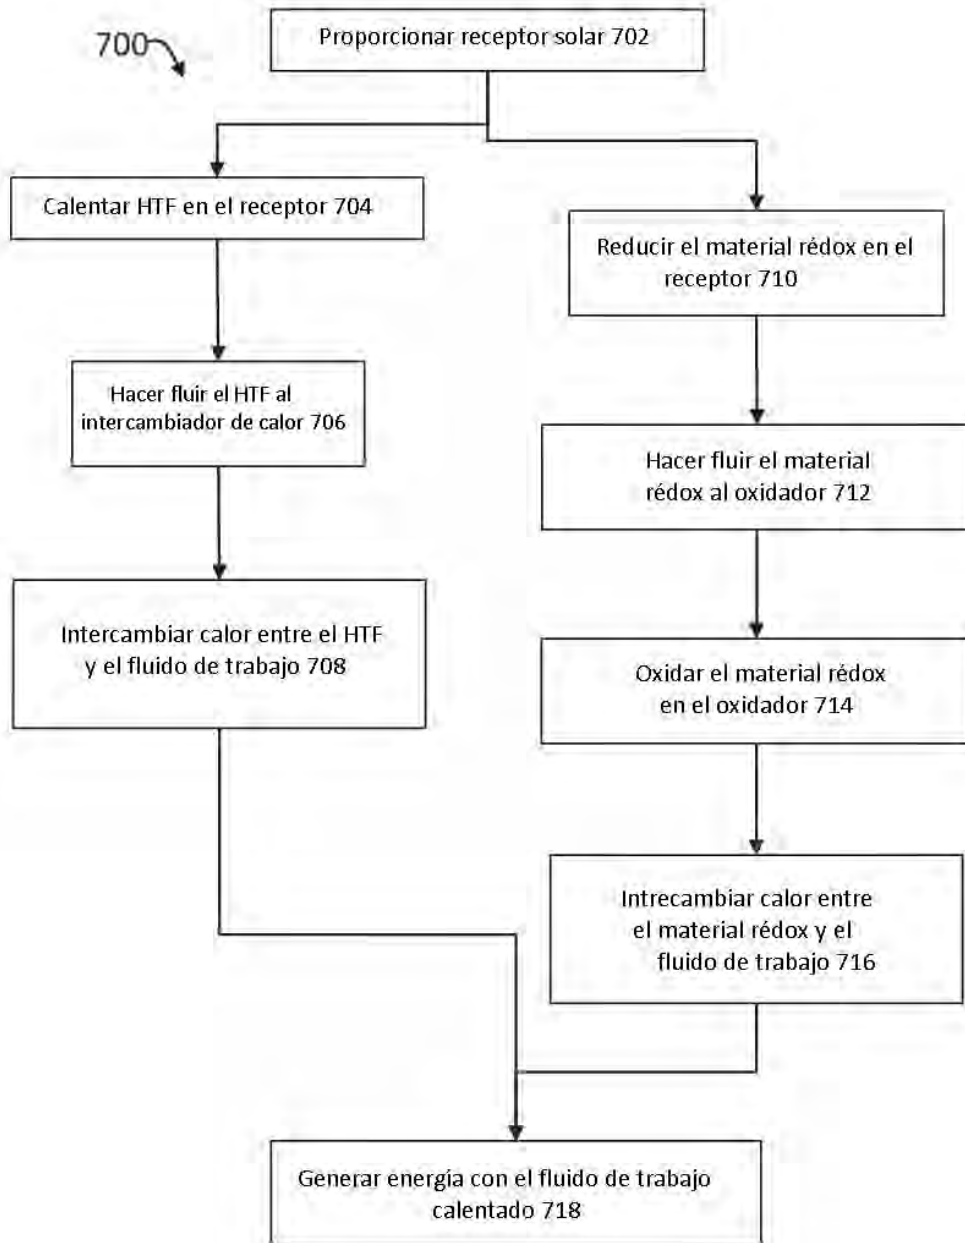 700
Proporcionar receptor solar 702
Calentar HTF en el receptor 704
Reducir el material rédox en el
receptor 710
Hacer fluir el HTF al
intercambiador de calor 706
Hacer fluir el material
rédox al oxidador 712
Intercambiar calor entre el HTF
y el fluido de trabajo 708
Oxidar el material rédox
en el oxidador 714
Intrecambiar calor entre
el material rédox y el
fluido de trabajo 716
Generar energía con el fluido de trabajo
calentado 718